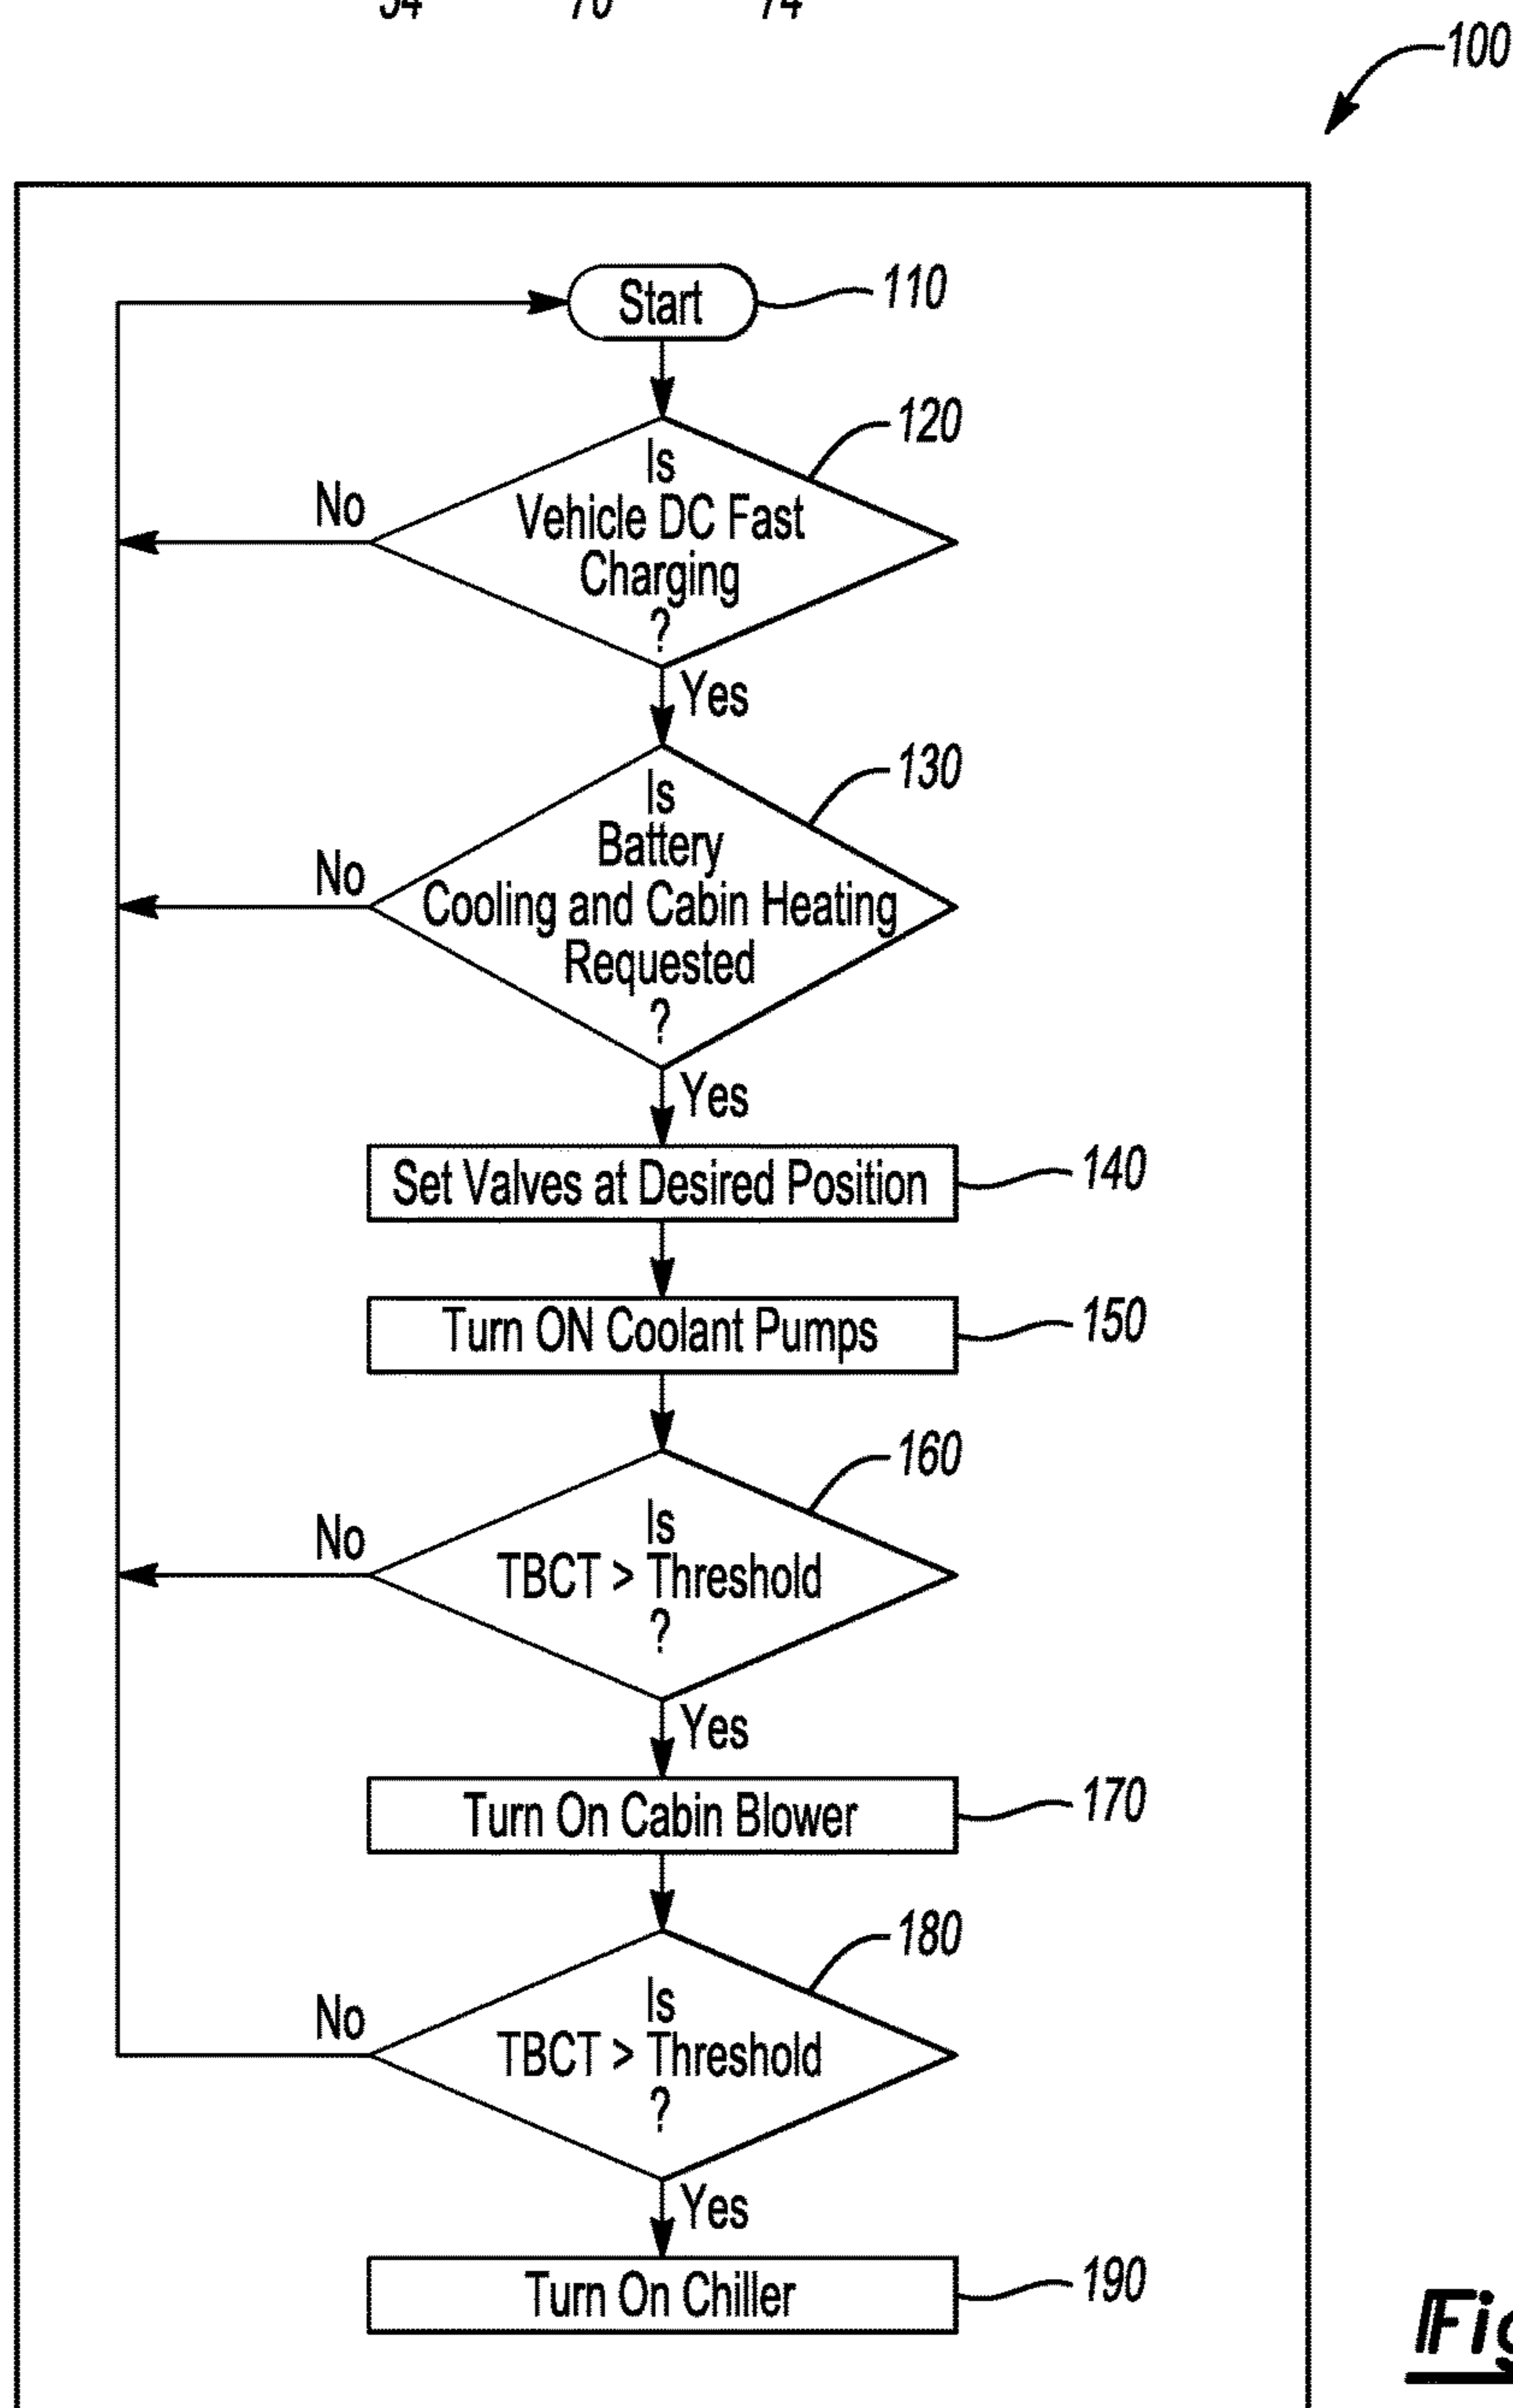 100
Start
110
Is
Vehicle DC Fast
Charging
?
120
No
Yes
Is
Battery
Cooling and Cabin Heating
Requested
?
130
No
Yes
Set Valves at Desired Position
140
Turn ON Coolant Pumps
150
Is
TBCT > Threshold
?
160
No
Yes
Turn On Cabin Blower
170
Is
TBCT > Threshold
?
180
No
Yes
Turn On Chiller
190